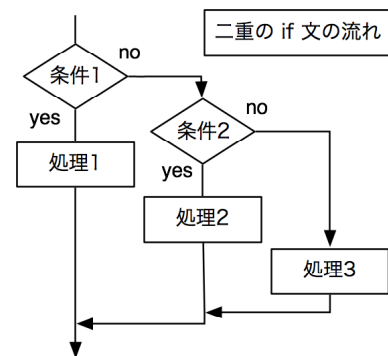 二重の if 文の流れ
条件1
no
yes
処理1
条件2
no
yes
処理2
処理3